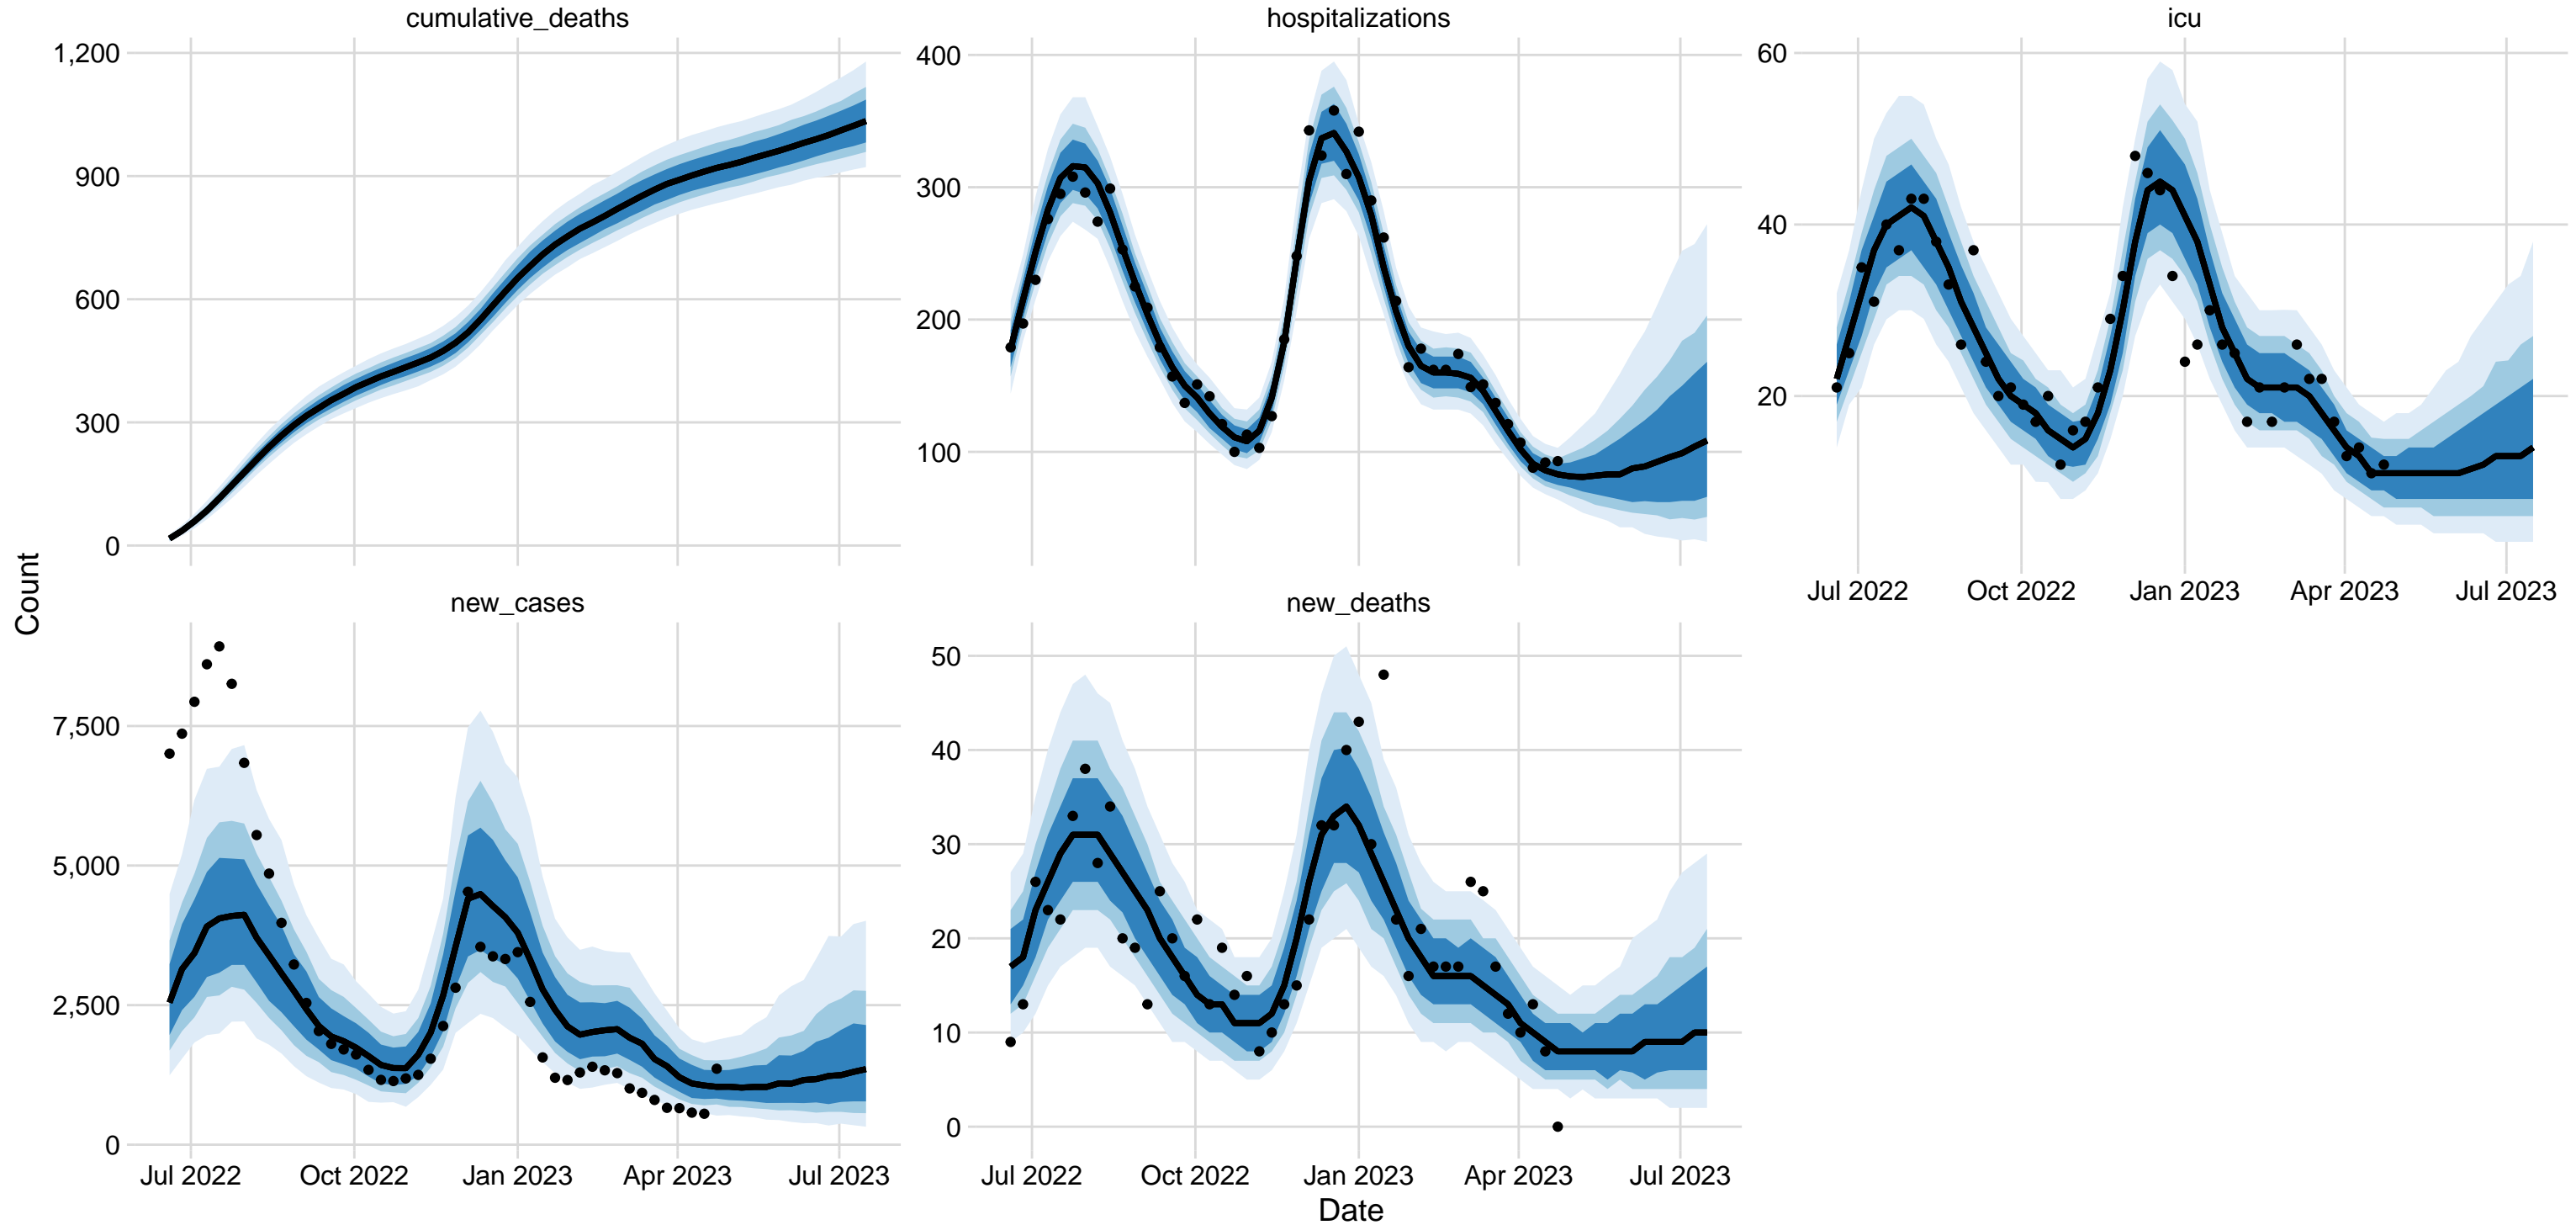 cumulative_deaths
hospitalizations
icu
1,200
900
600
300
0
400
300
200
100
60
40
20
Jul 2022 Oct 2022 Jan 2023 Apr 2023 Jul 2023
Count
new_cases
new_deaths
7,500
5,000
2,500
0
50
40
30
20
10
0
Jul 2022 Oct 2022 Jan 2023 Apr 2023 Jul 2023
Jul 2022 Oct 2022 Jan 2023 Apr 2023 Jul 2023
Date